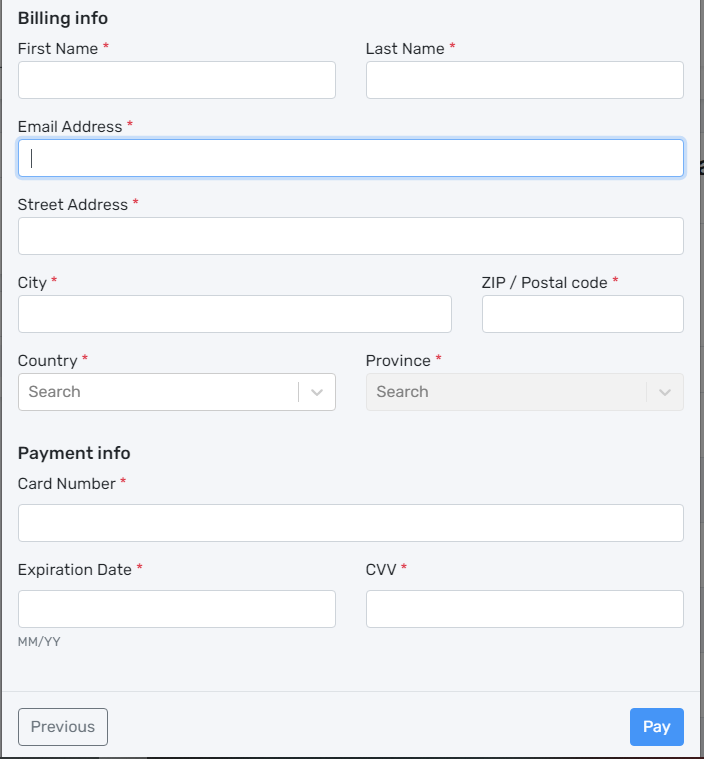 Billing info
First Name * Last Name *
Email Address *
Street Address *
City * ZIP / Postal code *
Country * Province *
Search Search
Payment info
Card Number *
Expiration Date * CVV *
MM/YY
Previous Pay